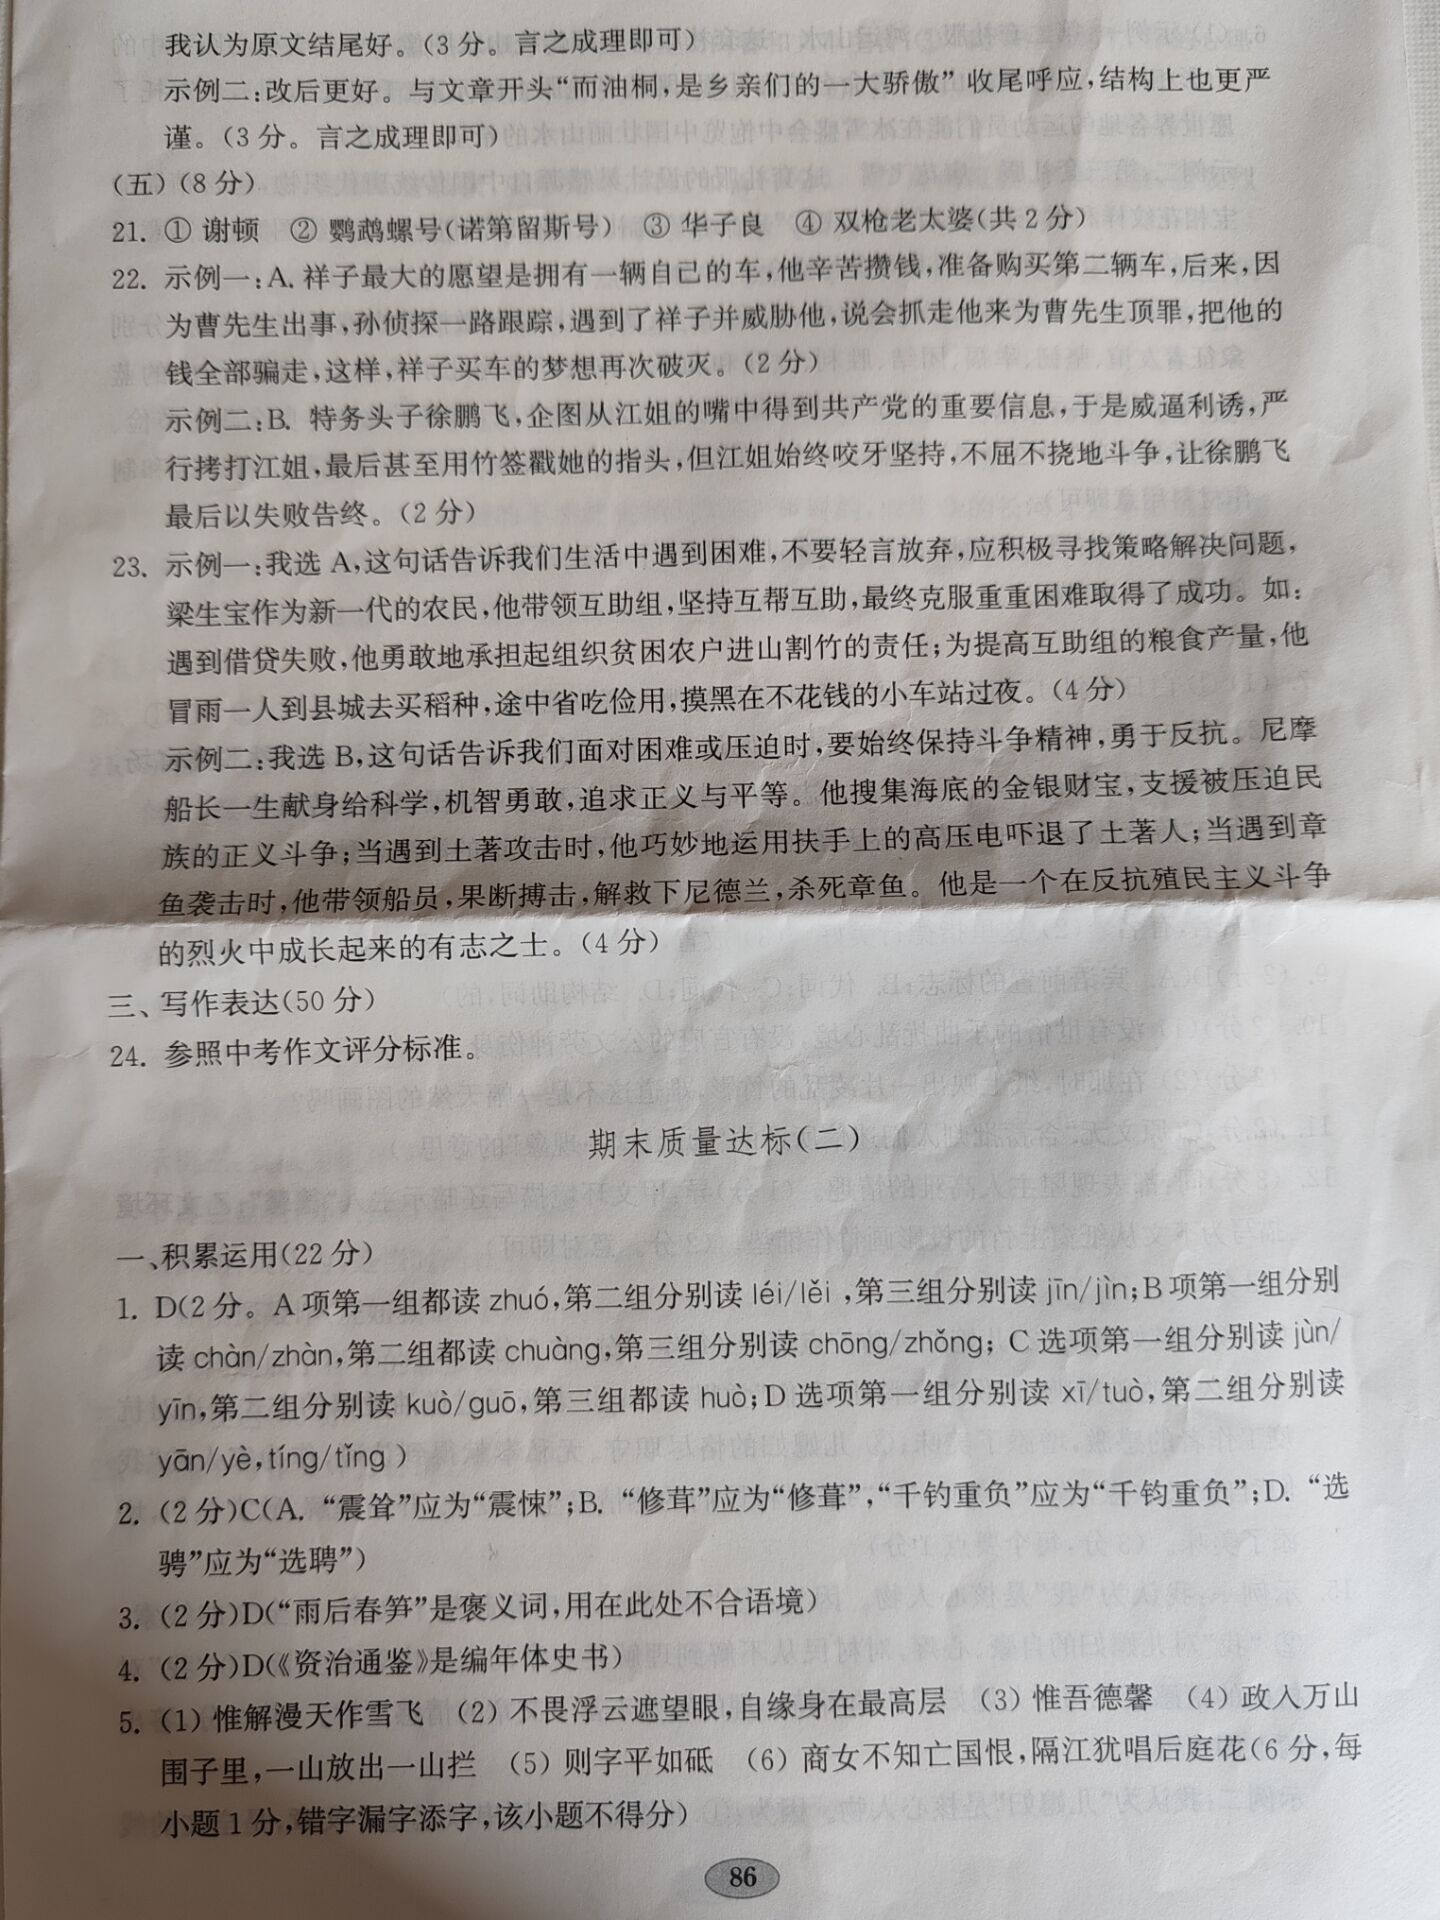 我认为原文结尾好。(3分。言之成理即可)
示例二:改后更好。与文章开头“而油桐,是乡亲们的一大骄傲”收尾呼应,结构上也更严
谨。(3分。言之成理即可)
(五)(8分)
21. ① 谢顿 ② 鹦鹉螺号(诺第留斯号) ③ 华子良 ④ 双枪老太婆(共2分)
22. 示例一:A.祥子最大的愿望是拥有一辆自己的车,他辛苦攒钱,准备购买第二辆车,后来,因
为曹先生出事,孙侦探一路跟踪,遇到了祥子并威胁他,说会抓走他来为曹先生顶罪,把他的
钱全部骗走,这样,祥子买车的梦想再次破灭。(2分)
示例二:B. 特务头子徐鹏飞,企图从江姐的嘴中得到共产党的重要信息,于是威逼利诱,严
行拷打江姐,最后甚至用竹签戳她的指头,但江姐始终咬牙坚持,不屈不挠地斗争,让徐鹏飞
最后以失败告终。(2分)
23. 示例一:我选A,这句话告诉我们生活中遇到困难,不要轻言放弃,应积极寻找策略解决问题,
梁生宝作为新一代的农民,他带领互助组,坚持互帮互助,最终克服重重困难取得了成功。如:
遇到借贷失败,他勇敢地承担起组织贫困农户进山割竹的责任;为提高互助组的粮食产量,他
冒雨一人到县城去买稻种,途中省吃俭用,摸黑在不花钱的小车站过夜。(4分)
示例二:我选B,这句话告诉我们面对困难或压迫时,要始终保持斗争精神,勇于反抗。尼摩
船长一生献身给科学,机智勇敢,追求正义与平等。他搜集海底的金银财宝,支援被压迫民
族的正义斗争;当遇到土著攻击时,他巧妙地运用扶手上的高压电吓退了土著人;当遇到章
鱼袭击时,他带领船员,果断搏击,解救下尼德兰,杀死章鱼。他是一个在反抗殖民主义斗争
的烈火中成长起来的有志之士。(4分)
三、写作表达(50分)
24. 参照中考作文评分标准。
期末质量达标(二)
一、积累运用(22分)
1. D(2分。A项第一组都读zhuó,第二组分别读léi/lěi,第三组分别读jīn/jìn;B项第一组分别
读chàn/zhàn,第二组都读chuàng,第三组分别读chōng/zhǒng; C选项第一组分别读jùn/
yīn,第二组分别读kuò/guō,第三组都读huò;D选项第一组分别读xī/tuò,第二组分别读
yān/yè,tíng/tǐng)
2. (2分)C(A. “震耸”应为“震悚”;B. “修茸”应为“修葺”,“千钓重负”应为“千钧重负”;D. “选
骋”应为“选聘”)
3. (2分)D(“雨后春笋”是褒义词,用在此处不合语境)
4. (2分)D(《资治通鉴》是编年体史书)
5. (1) 惟解漫天作雪飞 (2) 不畏浮云遮望眼,自缘身在最高层 (3) 惟吾德馨 (4) 政入万山
围子里,一山放出一山拦 (5) 则字平如砥 (6) 商女不知亡国恨,隔江犹唱后庭花(6分,每
小题1分,错字漏字添字,该小题不得分)
86